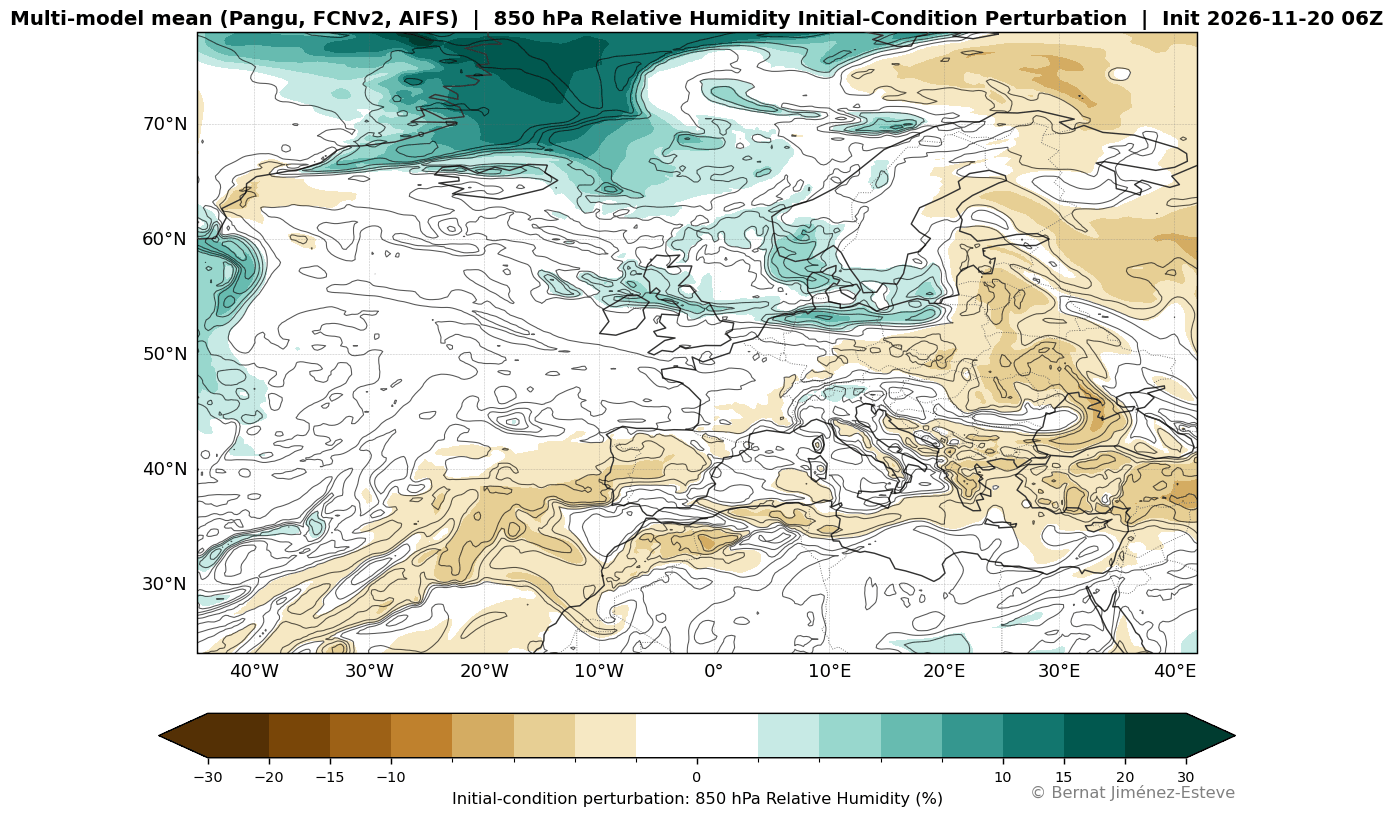 Multi-model mean (Pangu, FCNv2, AIFS)  |  850 hPa Relative Humidity Initial-Condition Perturbation  |  Init 2026-11-20 06Z
70°N
60°N
50°N
40°N
30°N
40°W 30°W 20°W 10°W 0° 10°E 20°E 30°E 40°E
−30 −20 −15 −10 0 10 15 20 30
Initial-condition perturbation: 850 hPa Relative Humidity (%)
© Bernat Jiménez-Esteve